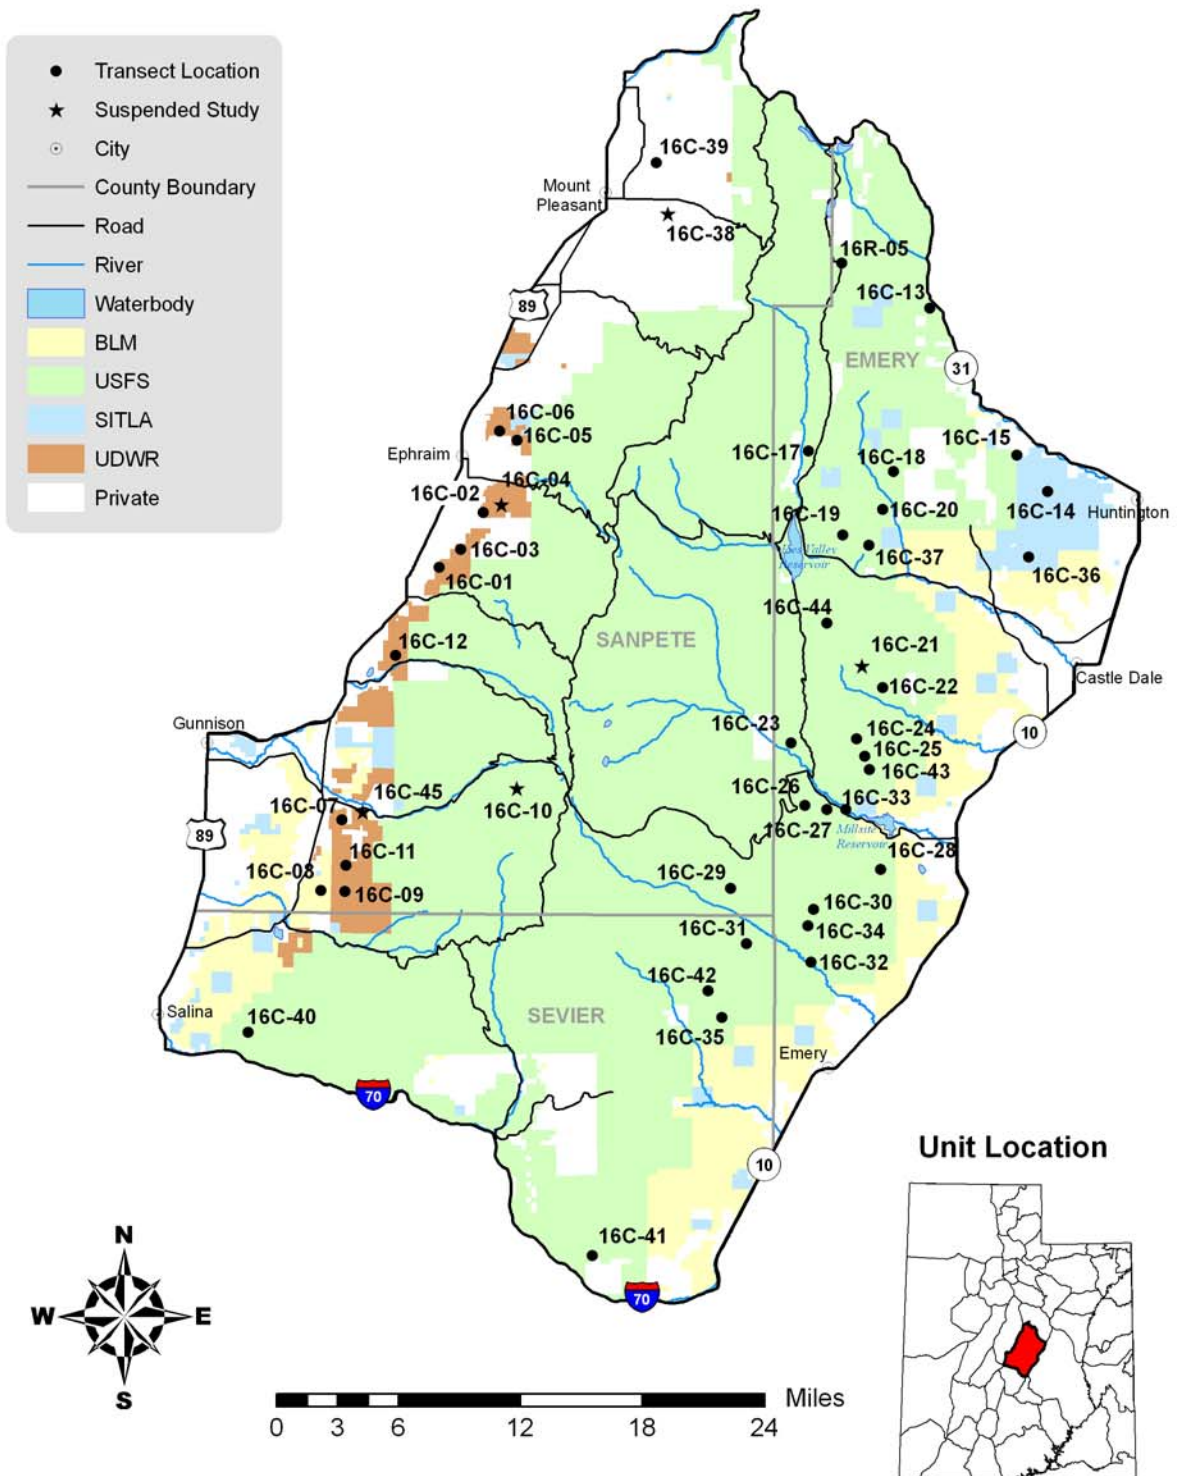 Transect Location
Suspended Study
City
County Boundary
Road
River
Waterbody
BLM
USFS
SITLA
UDWR
Private
16C-39
Mount
Pleasant
16C-38
16R-05
16C-13
89
EMERY
31
16C-06
16C-05
Ephraim
16C-04
16C-02
16C-03
16C-01
16C-12
16C-17
16C-18
16C-15
16C-19
16C-20
16C-14
Huntington
16C-37
16C-36
Valley
Reservoir
16C-44
SANPETE
16C-21
16C-22
Castle Dale
Gunnison
16C-23
10
16C-24
16C-25
16C-43
16C-45
16C-07
16C-10
16C-26
16C-33
16C-27
Millsite
Reservoir
89
16C-11
16C-08
16C-09
16C-28
16C-29
16C-30
16C-31
16C-34
16C-32
16C-42
16C-35
SEVIER
Salina
16C-40
Emery
70
10
16C-41
70
Unit Location
N
W
E
S
Miles
0 3 6 12 18 24